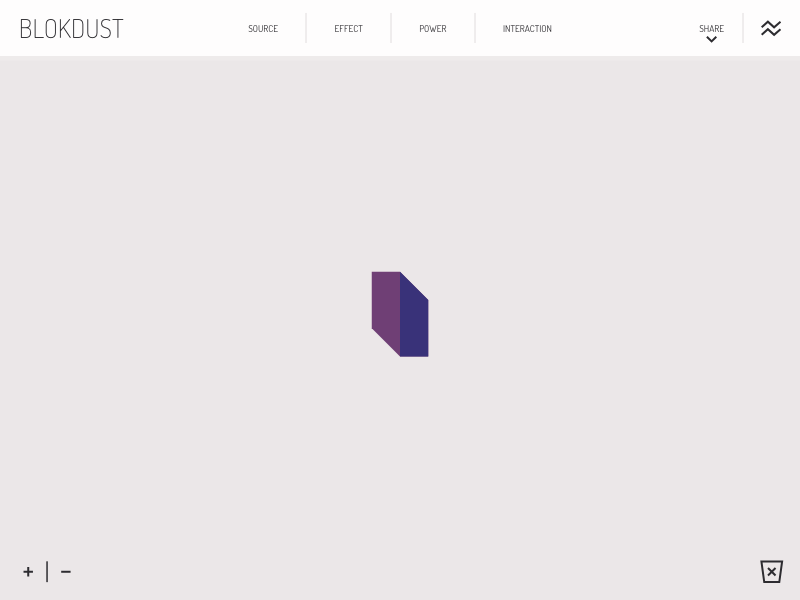 BLOKDUST
SOURCE
EFFECT
POWER
INTERACTION
SHARE